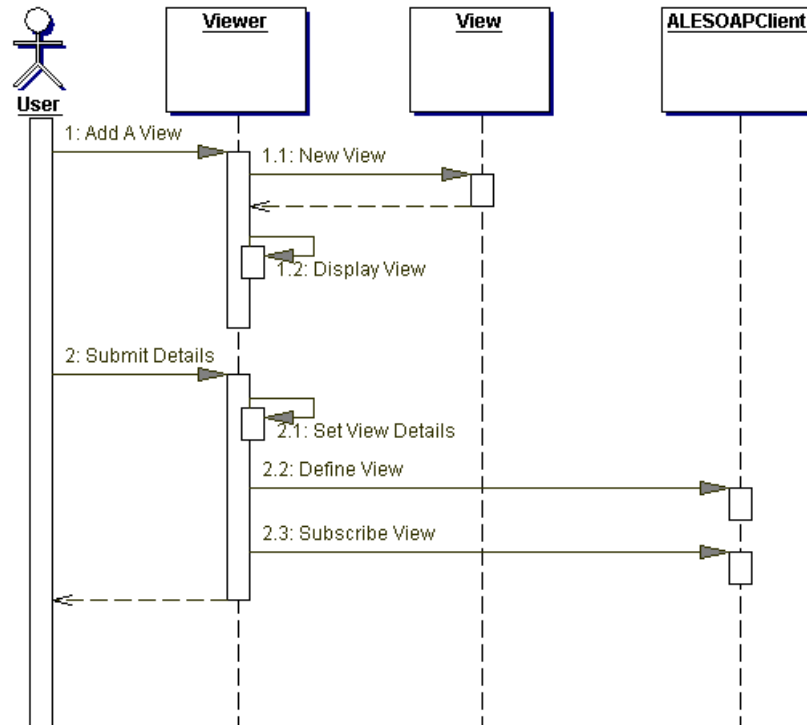 Viewer
View
ALESOAPClient
User
1: Add A View
1.1: New View
1.2: Display View
2: Submit Details
2.1: Set View Details
2.2: Define View
2.3: Subscribe View